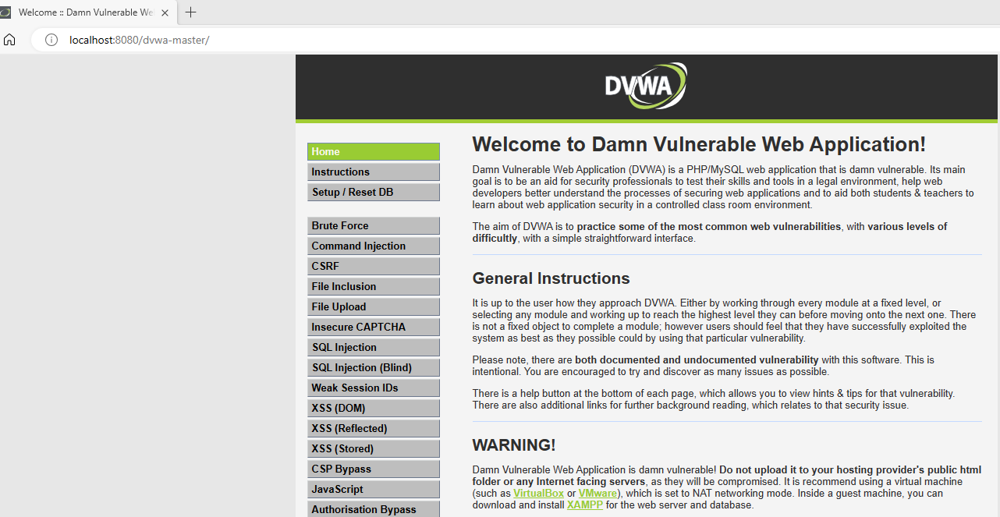 Welcome :: Damn Vulnerable We
localhost:8080/dvwa-master/
DVWA
Home
Instructions
Setup / Reset DB
Brute Force
Command Injection
CSRF
File Inclusion
File Upload
Insecure CAPTCHA
SQL Injection
SQL Injection (Blind)
Weak Session IDs
XSS (DOM)
XSS (Reflected)
XSS (Stored)
CSP Bypass
JavaScript
Authorisation Bypass
Welcome to Damn Vulnerable Web Application!
Damn Vulnerable Web Application (DVWA) is a PHP/MySQL web application that is damn vulnerable. Its main
goal is to be an aid for security professionals to test their skills and tools in a legal environment, help web
developers better understand the processes of securing web applications and to aid both students & teachers to
learn about web application security in a controlled class room environment.
The aim of DVWA is to practice some of the most common web vulnerabilities, with various levels of
difficultly, with a simple straightforward interface.
General Instructions
It is up to the user how they approach DVWA. Either by working through every module at a fixed level, or
selecting any module and working up to reach the highest level they can before moving onto the next one. There
is not a fixed object to complete a module; however users should feel that they have successfully exploited the
system as best as they possible could by using that particular vulnerability.
Please note, there are both documented and undocumented vulnerability with this software. This is
intentional. You are encouraged to try and discover as many issues as possible.
There is a help button at the bottom of each page, which allows you to view hints & tips for that vulnerability.
There are also additional links for further background reading, which relates to that security issue.
WARNING!
Damn Vulnerable Web Application is damn vulnerable! Do not upload it to your hosting provider's public html
folder or any Internet facing servers, as they will be compromised. It is recommend using a virtual machine
(such as VirtualBox or VMware), which is set to NAT networking mode. Inside a guest machine, you can
download and install XAMPP for the web server and database.